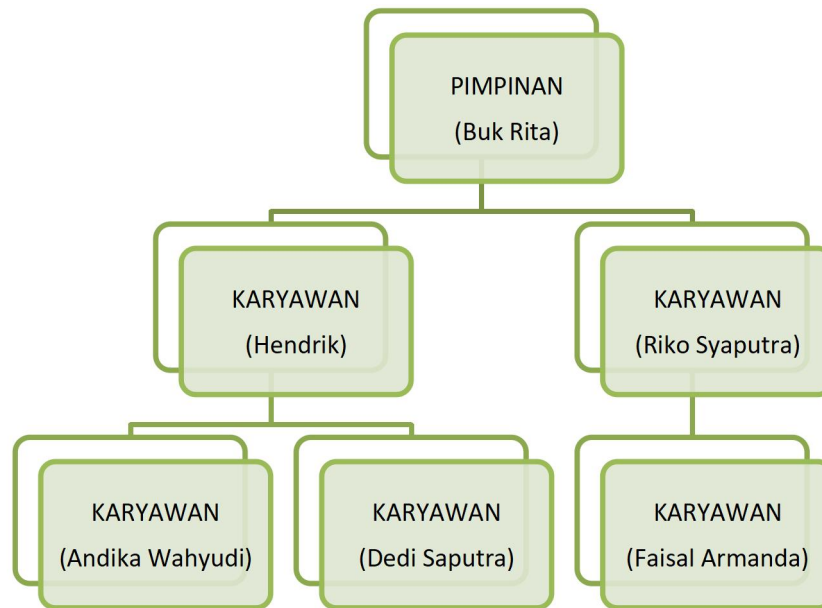 PIMPINAN
(Buk Rita)
KARYAWAN
(Hendrik)
KARYAWAN
(Riko Syaputra)
KARYAWAN
(Andika Wahyudi)
KARYAWAN
(Dedi Saputra)
KARYAWAN
(Faisal Armanda)